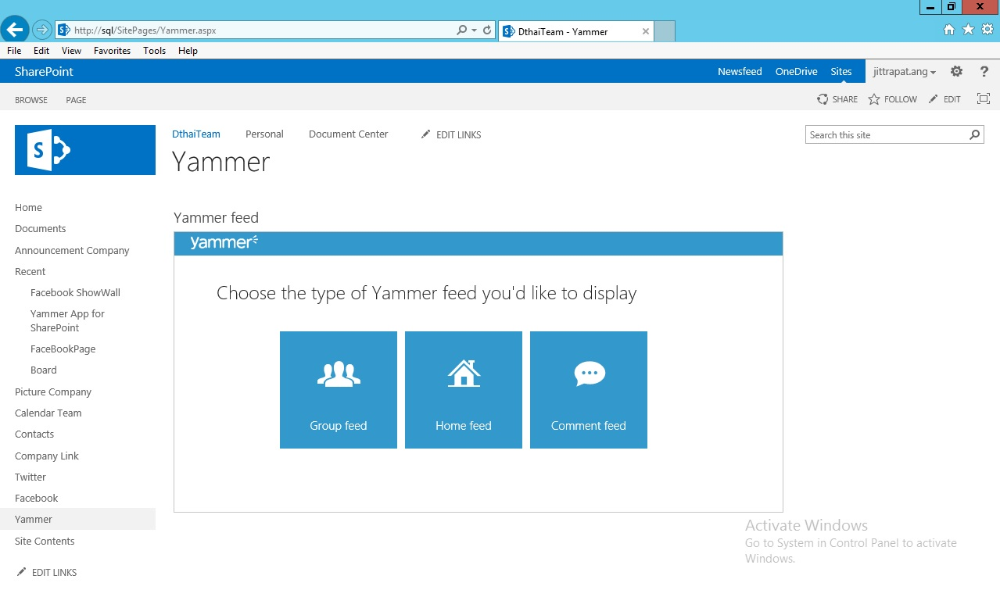 http://sql/SitePages/Yammer.aspx
DthaiTeam - Yammer
File Edit View Favorites Tools Help
SharePoint
Newsfeed OneDrive Sites jittrapat.ang ?
BROWSE PAGE
SHARE FOLLOW EDIT
S
DthaiTeam Personal Document Center EDIT LINKS
Search this site
Yammer
Home
Documents
Announcement Company
Recent
Facebook ShowWall
Yammer App for
SharePoint
FaceBookPage
Board
Picture Company
Calendar Team
Contacts
Company Link
Twitter
Facebook
Yammer
Site Contents
EDIT LINKS
Yammer feed
yammer
Choose the type of Yammer feed you'd like to display
Group feed
Home feed
Comment feed
Activate Windows
Go to System in Control Panel to activate
Windows.